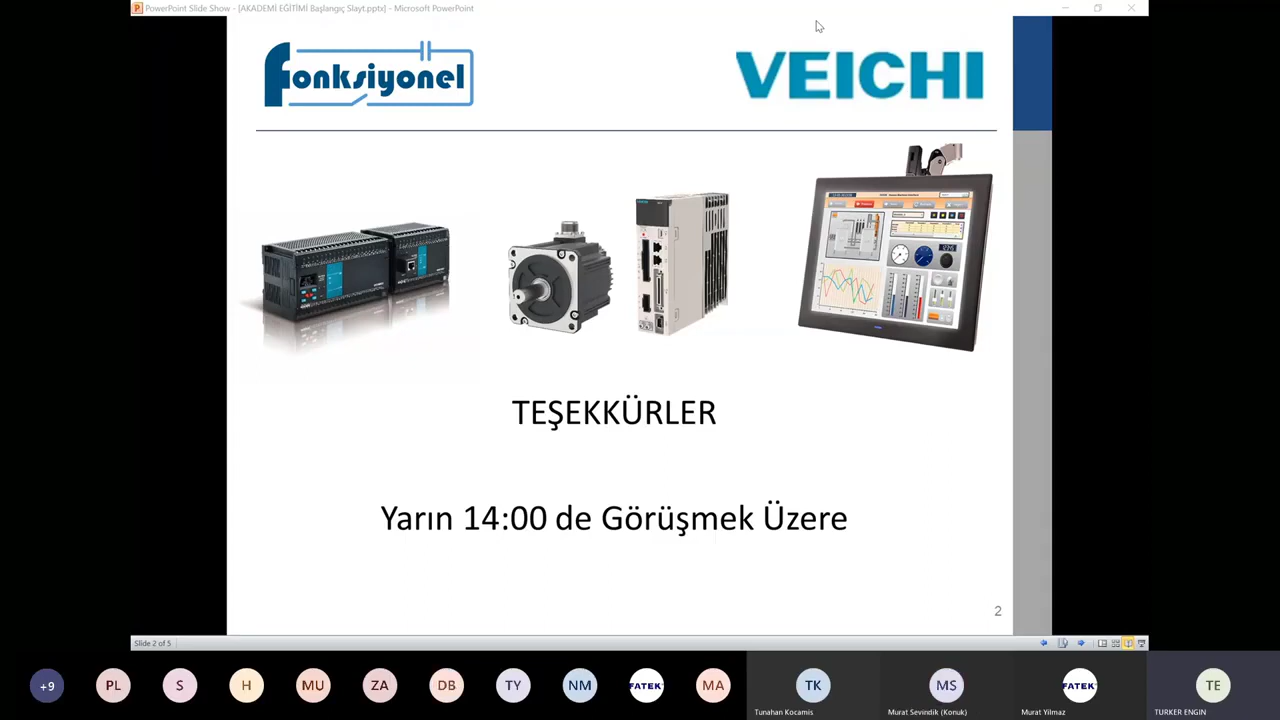 PowerPoint Slide Show - [AKADEMİ EĞİTİMİ Başlangıç Slayt.pptx] - Microsoft PowerPoint
fonksiyonel
VEICHI
TEŞEKKÜRLER
Yarın 14:00 de Görüşmek Üzere
2
Slide 2 of 5
+9
PL
S
H
MU
ZA
DB
TY
NM
FATEK
MA
TK
Tunahan Kocamis
MS
Murat Sevindik (Konuk)
FATEK
Murat Yilmaz
TE
TURKER ENGIN